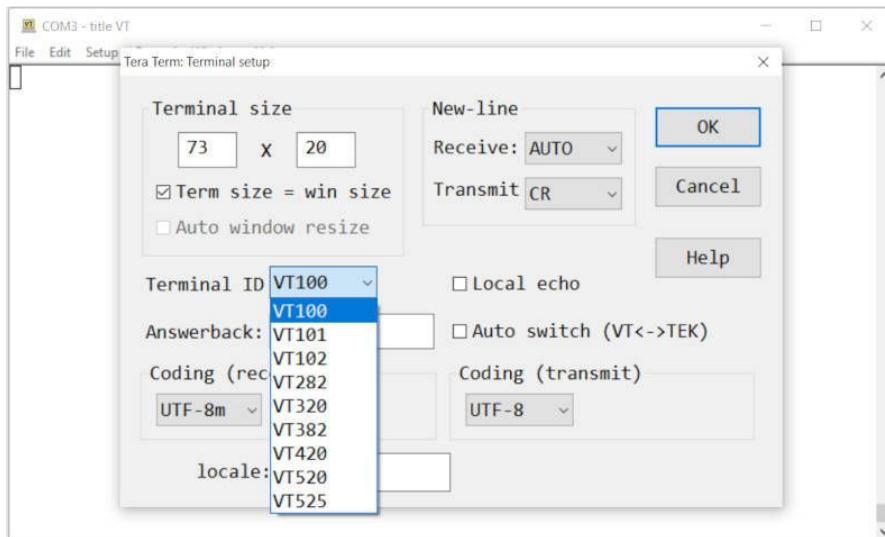 VT COM3 - title VT
File Edit Setup
Tera Term: Terminal setup
Terminal size
73 x 20
Term size = win size
Auto window resize
New-line
Receive: AUTO
Transmit CR
OK
Cancel
Help
Terminal ID VT100
VT100
VT101
VT102
VT282
VT320
VT382
VT420
VT520
VT525
Local echo
Answerback:
Auto switch (VT<->TEK)
Coding (rec
UTF-8m
Coding (transmit)
UTF-8
locale: